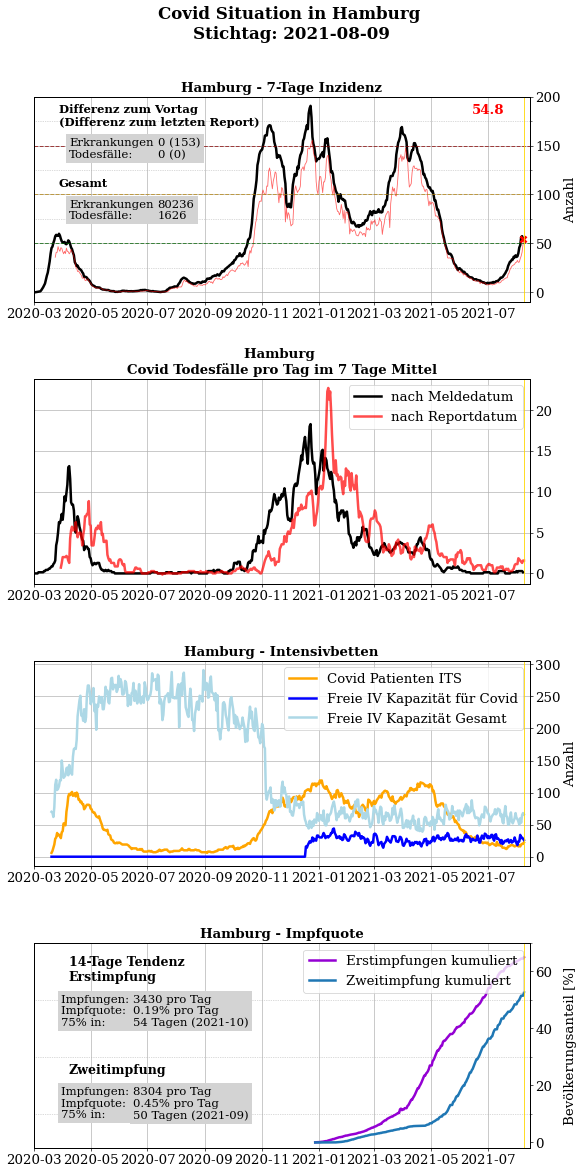 Covid Situation in Hamburg
Stichtag: 2021-08-09
Hamburg - 7-Tage Inzidenz
Differenz zum Vortag
(Differenz zum letzten Report)
Erkrankungen 0 (153)
Todesfälle: 0 (0)
Gesamt
Erkrankungen 80236
Todesfälle: 1626
54.8
200
150
100
50
0
Anzahl
2020-03 2020-05 2020-07 2020-09 2020-11 2021-01 2021-03 2021-05 2021-07
Hamburg
Covid Todesfälle pro Tag im 7 Tage Mittel
nach Meldedatum
nach Reportdatum
20
15
10
5
0
2020-03 2020-05 2020-07 2020-09 2020-11 2021-01 2021-03 2021-05 2021-07
Hamburg - Intensivbetten
Covid Patienten ITS
Freie IV Kapazität für Covid
Freie IV Kapazität Gesamt
300
250
200
150
100
50
0
Anzahl
2020-03 2020-05 2020-07 2020-09 2020-11 2021-01 2021-03 2021-05 2021-07
Hamburg - Impfquote
14-Tage Tendenz
Erstimpfung
Impfungen: 3430 pro Tag
Impfquote: 0.19% pro Tag
75% in: 54 Tagen (2021-10)
Zweitimpfung
Impfungen: 8304 pro Tag
Impfquote: 0.45% pro Tag
75% in: 50 Tagen (2021-09)
Erstimpfungen kumuliert
Zweitimpfung kumuliert
60
40
20
0
Bevölkerungsanteil [%]
2020-03 2020-05 2020-07 2020-09 2020-11 2021-01 2021-03 2021-05 2021-07